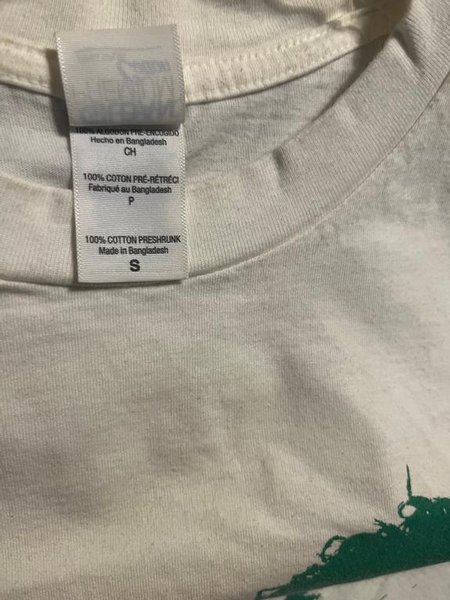 100% ALGODON PRE-ENCOGIDO
Hecho en Bangladesh
CH
100% COTON PRÉ-RÉTRÉCI
Fabriqué au Bangladesh
P
100% COTTON PRESHRUNK
Made in Bangladesh
S